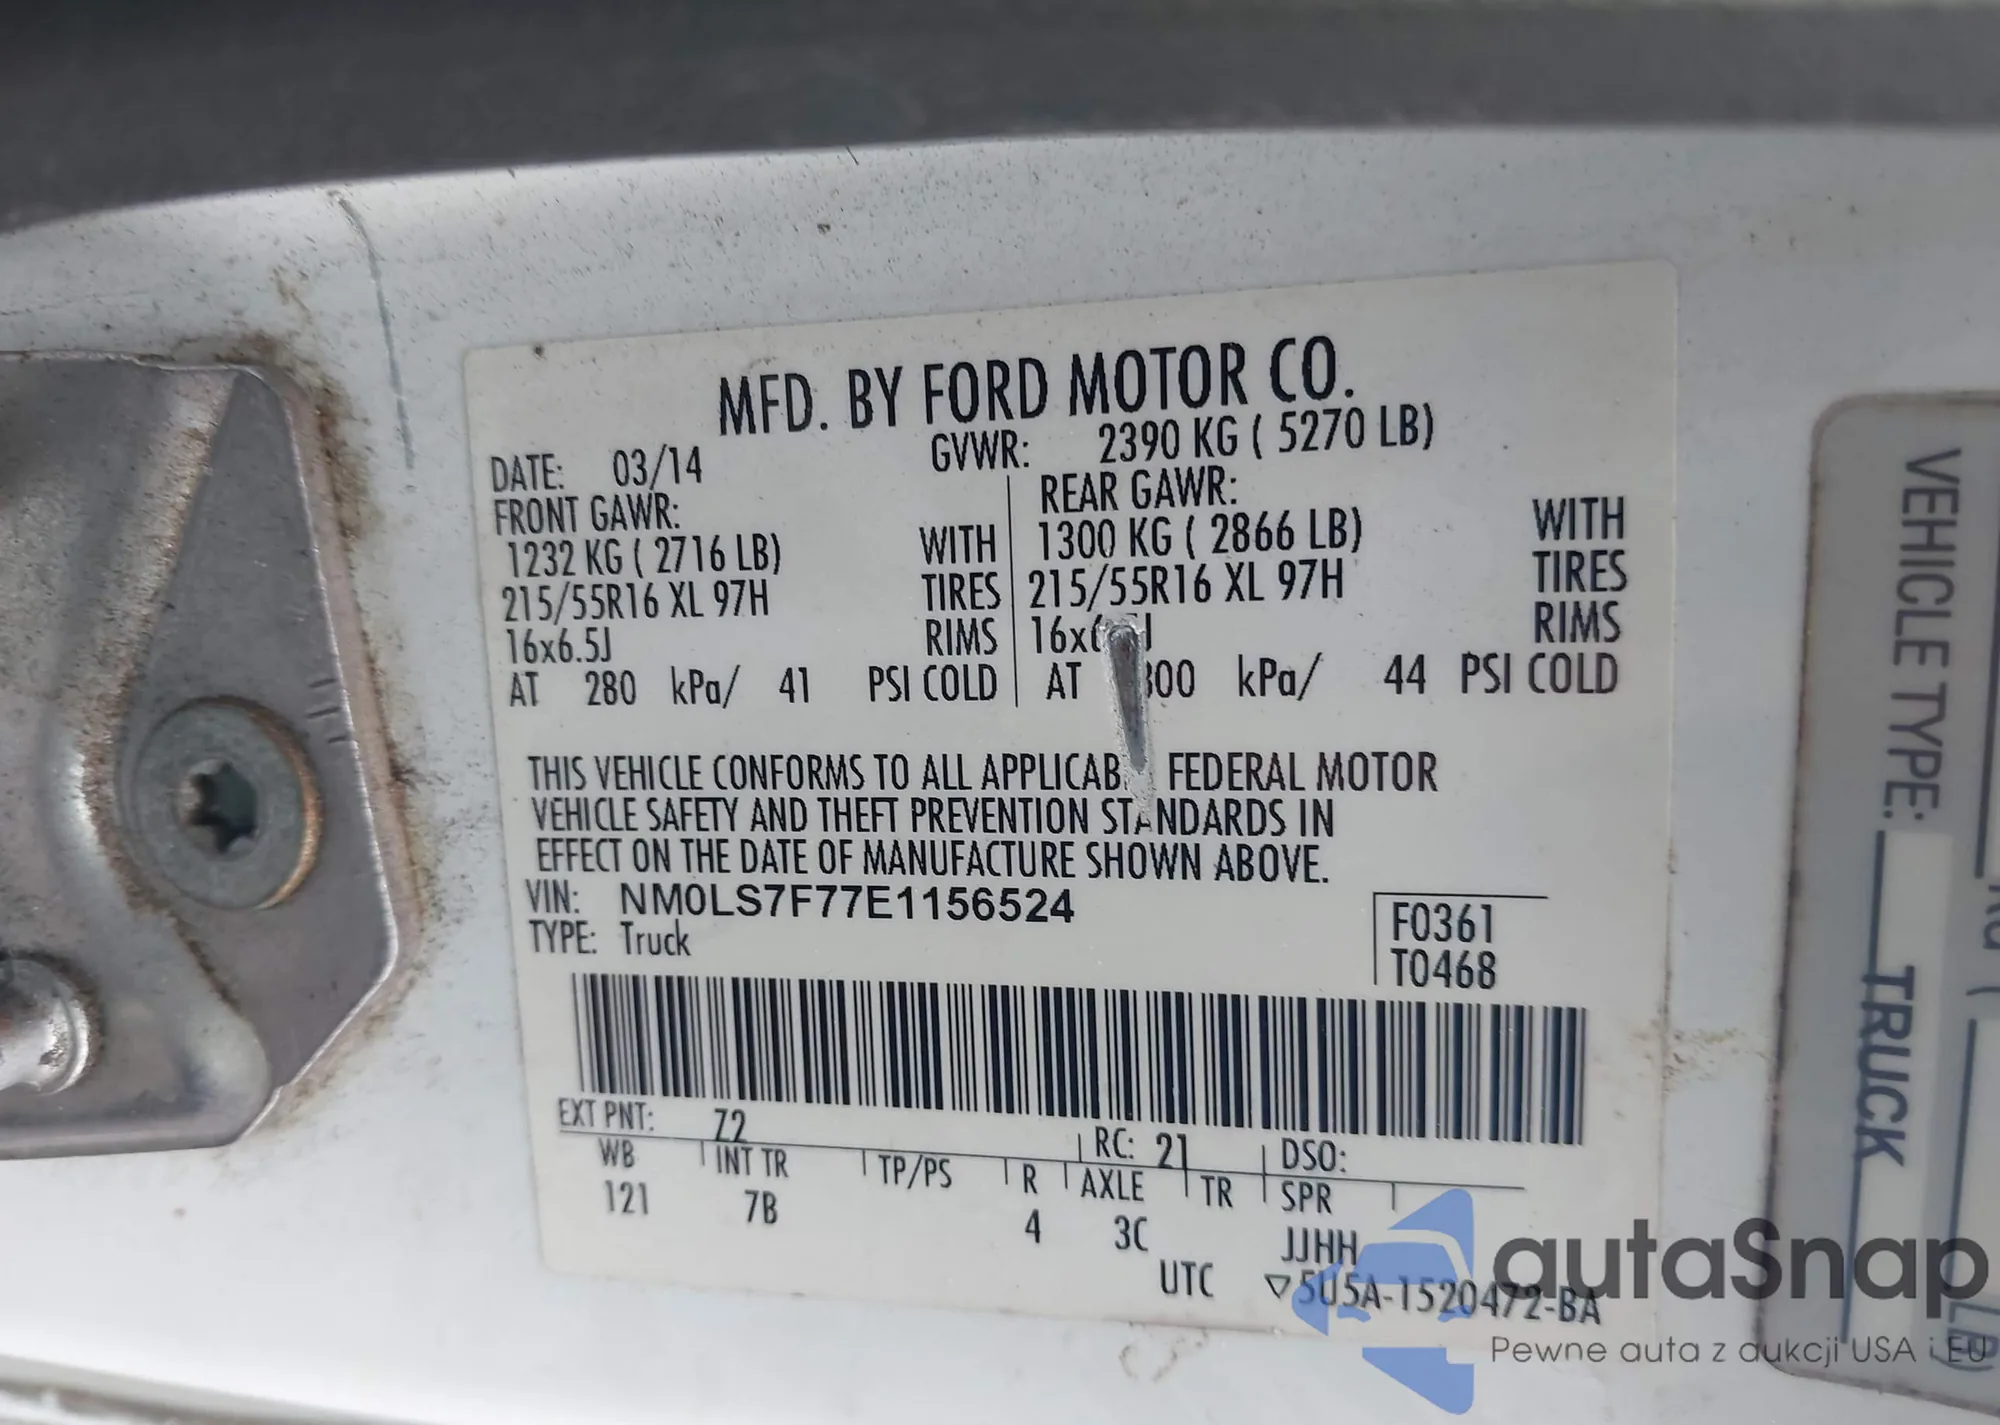 MFD. BY FORD MOTOR CO.
DATE: 03/14 GVWR: 2390 KG ( 5270 LB)
FRONT GAWR: REAR GAWR:
1232 KG ( 2716 LB) WITH 1300 KG ( 2866 LB) WITH
215/55R16 XL 97H TIRES 215/55R16 XL 97H TIRES
16x6.5J RIMS RIMS
AT 280 kPa/ 41 PSI COLD AT kPa/ 44 PSI COLD
THIS VEHICLE CONFORMS TO ALL FEDERAL MOTOR
VEHICLE SAFETY AND THEFT PREVENTION STANDARDS IN
EFFECT ON THE DATE OF MANUFACTURE SHOWN ABOVE.
VIN: NM0LS7F77E1156524
TYPE: Truck
F0361
T0468
EXT PNT: Z2 RC: 21 DSO:
WB INT TR TP/PS R AXLE TR SPR
121 7B 4 3C JJHH
UTC ▽5U5A-1520472-BA
VEHICLE TYPE:
TRUCK
KG (
LB)
autaSnap
Pewne auta z aukcji USA i EU